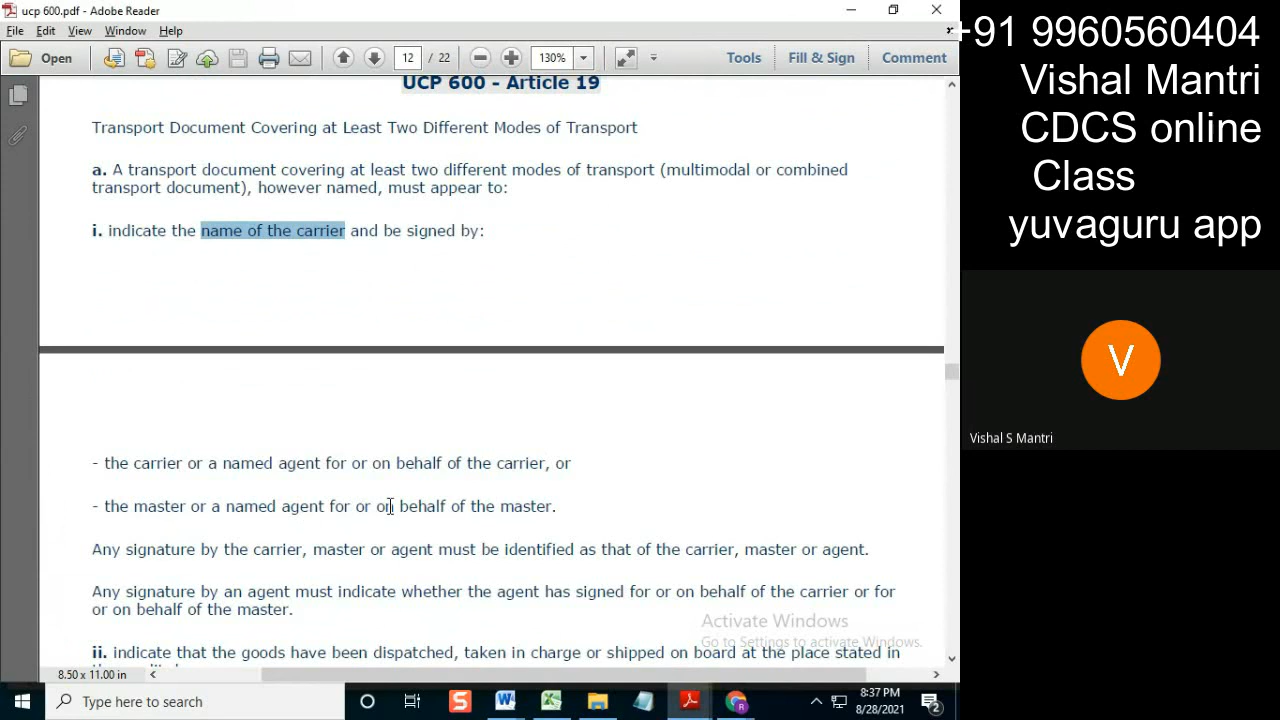 ucp 600.pdf - Adobe Reader
File Edit View Window Help
Open 12 / 22 130% Tools Fill & Sign Comment
UCP 600 - Article 19
Transport Document Covering at Least Two Different Modes of Transport
a. A transport document covering at least two different modes of transport (multimodal or combined
transport document), however named, must appear to:
i. indicate the name of the carrier and be signed by:
- the carrier or a named agent for or on behalf of the carrier, or
- the master or a named agent for or on behalf of the master.
Any signature by the carrier, master or agent must be identified as that of the carrier, master or agent.
Any signature by an agent must indicate whether the agent has signed for or on behalf of the carrier or for
or on behalf of the master.
ii. indicate that the goods have been dispatched, taken in charge or shipped on board at the place stated in
Activate Windows
Go to Settings to activate Windows.
8.50 x 11.00 in
Type here to search
8:37 PM
8/28/2021
2
+91 9960560404
Vishal Mantri
CDCS online
Class
yuvaguru app
V
Vishal S Mantri